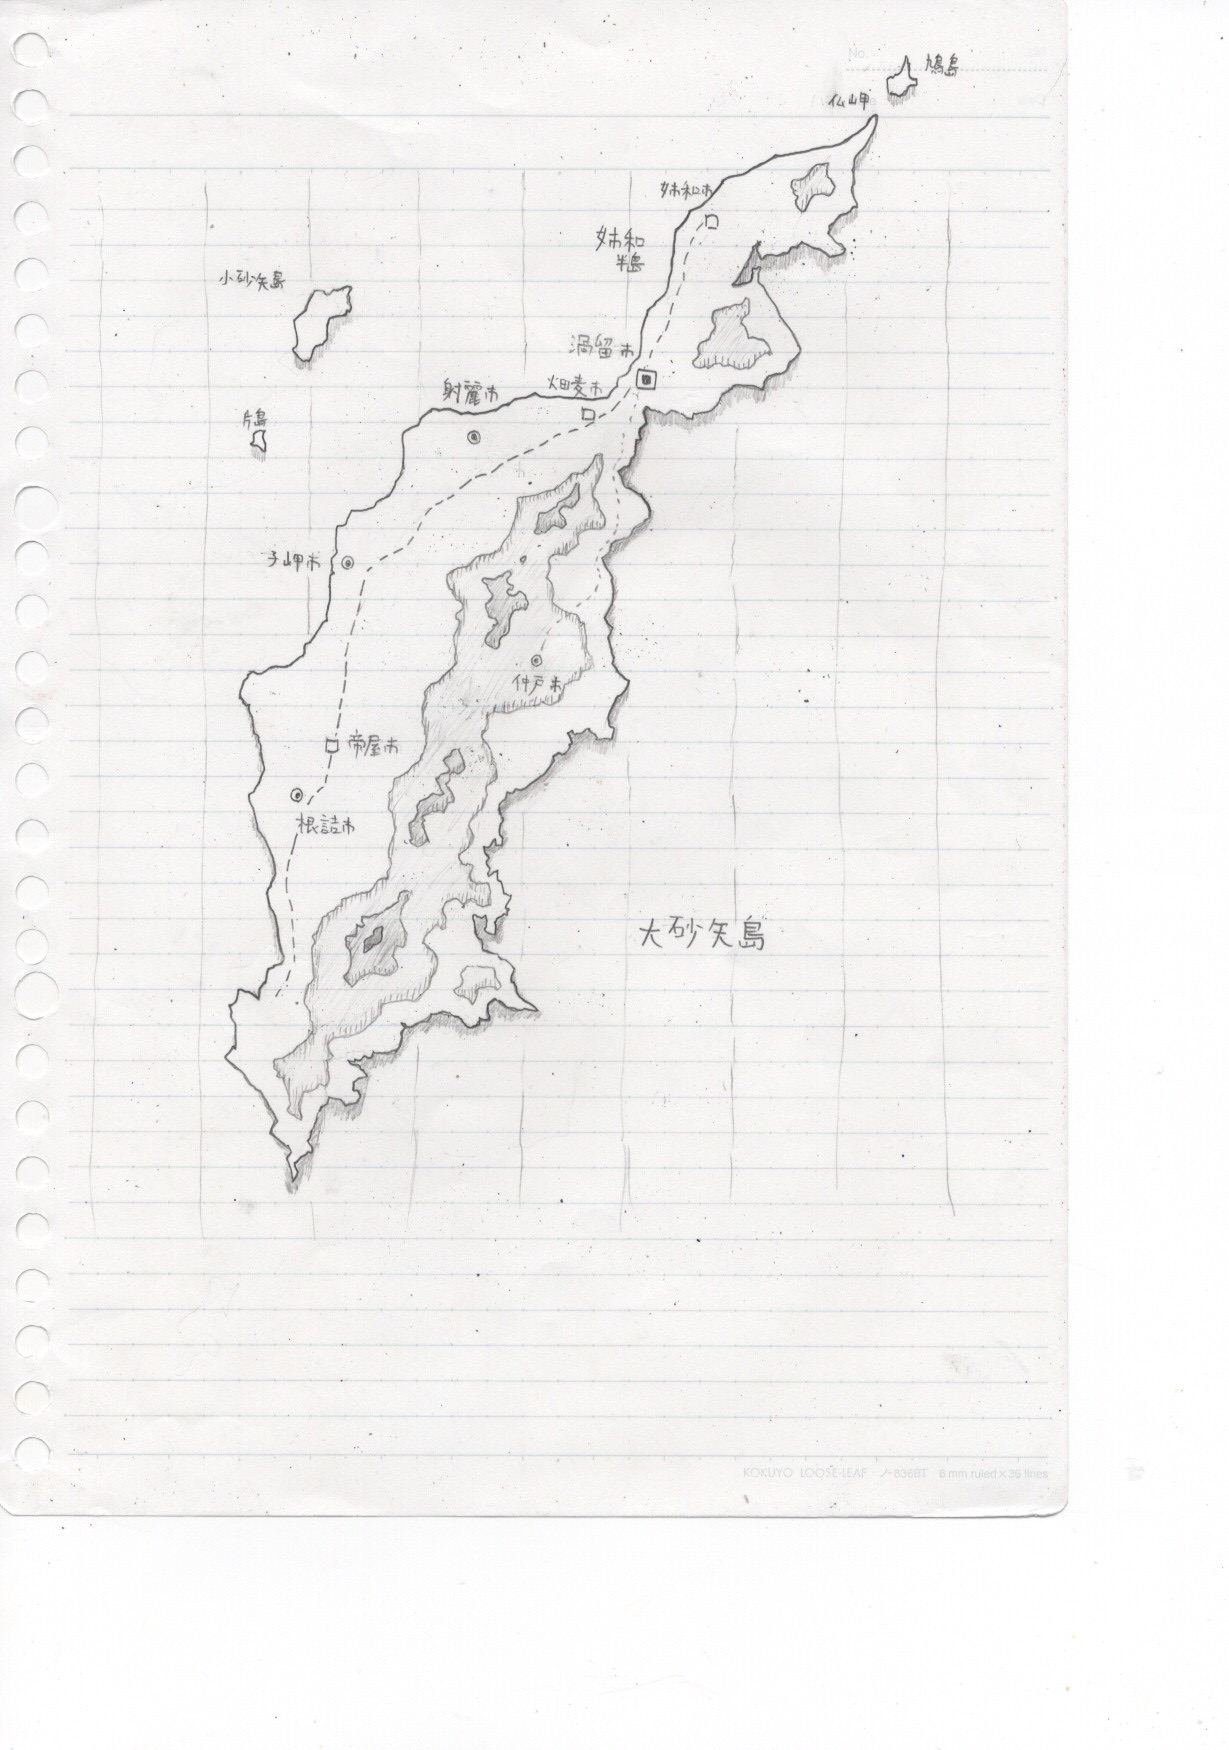 No.
鳩島
仏岬
姉和市
姉和
半島
小砂矢島
渦留市
畑麦市
射麗市
片島
子岬市
仲戸市
帝屋市
根詰市
大砂矢島
KOKUYO LOOSE-LEAF ノ-836BT 6 mm ruled×36 lines